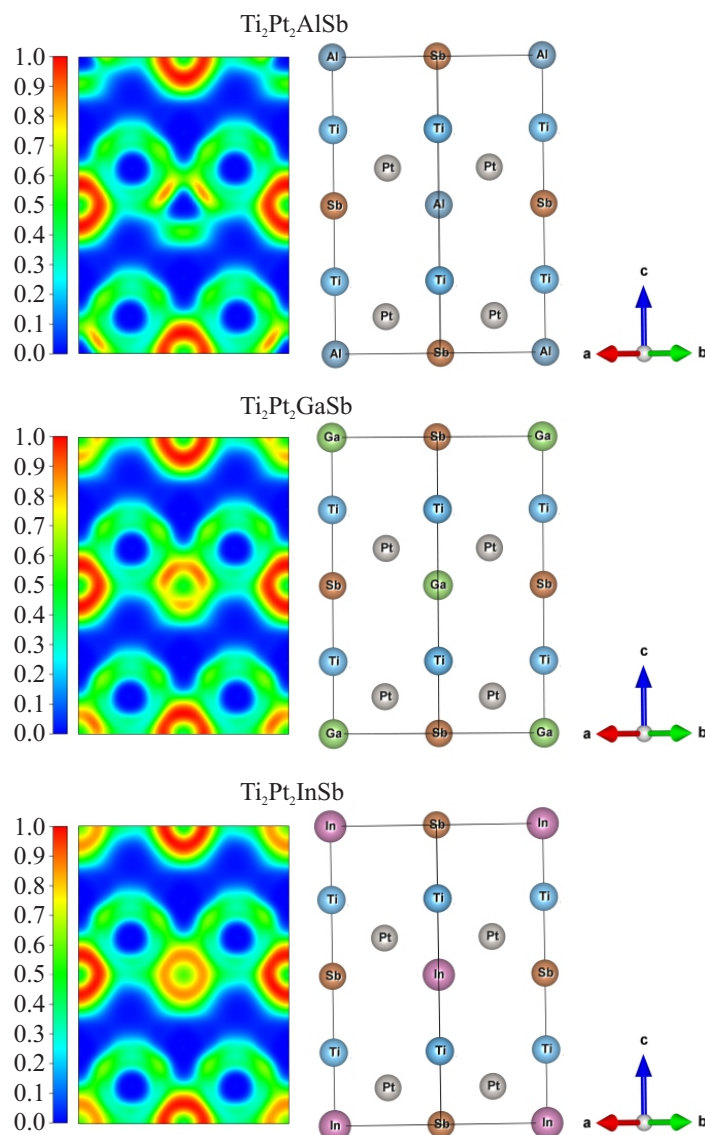 Ti₂Pt₂AlSb
1.0
0.9
0.8
0.7
0.6
0.5
0.4
0.3
0.2
0.1
0.0
Al Sb Al
Ti Ti Ti
Pt Pt
Sb Al Sb
Ti Ti Ti
Pt Pt
Al Sb Al
c
a b
Ti₂Pt₂GaSb
1.0
0.9
0.8
0.7
0.6
0.5
0.4
0.3
0.2
0.1
0.0
Ga Sb Ga
Ti Ti Ti
Pt Pt
Sb Ga Sb
Ti Ti Ti
Pt Pt
Ga Sb Ga
c
a b
Ti₂Pt₂InSb
1.0
0.9
0.8
0.7
0.6
0.5
0.4
0.3
0.2
0.1
0.0
In Sb In
Ti Ti Ti
Pt Pt
Sb In Sb
Ti Ti Ti
Pt Pt
In Sb In
c
a b